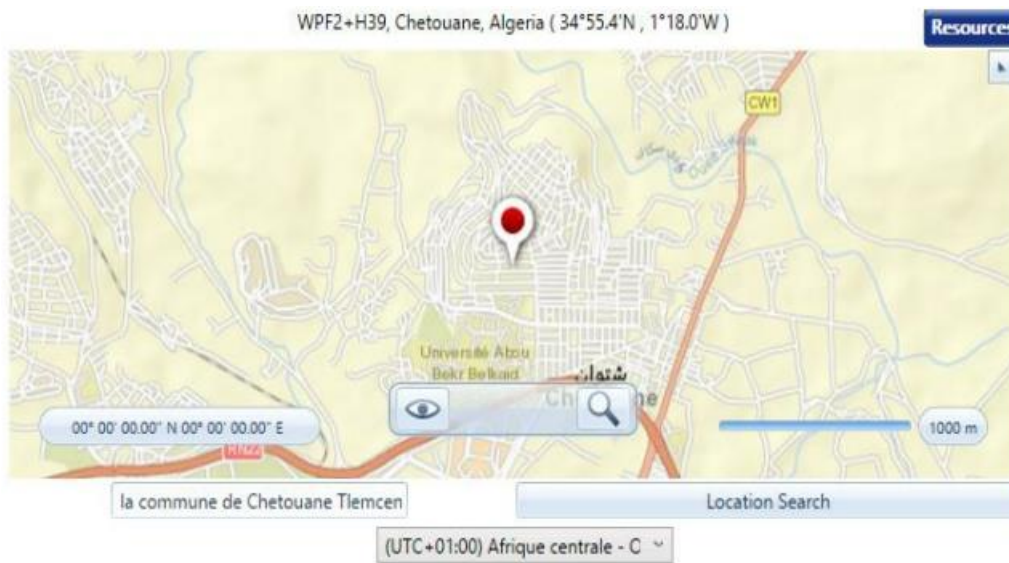 WPF2+H39, Chetouane, Algeria ( 34°55.4'N , 1°18.0'W )
Resources
CW1
Université Abou
Bekr Belkaid
شتوان
00° 00' 00.00" N 00° 00' 00.00" E
1000 m
RN22
la commune de Chetouane Tlemcen
Location Search
(UTC+01:00) Afrique centrale - O